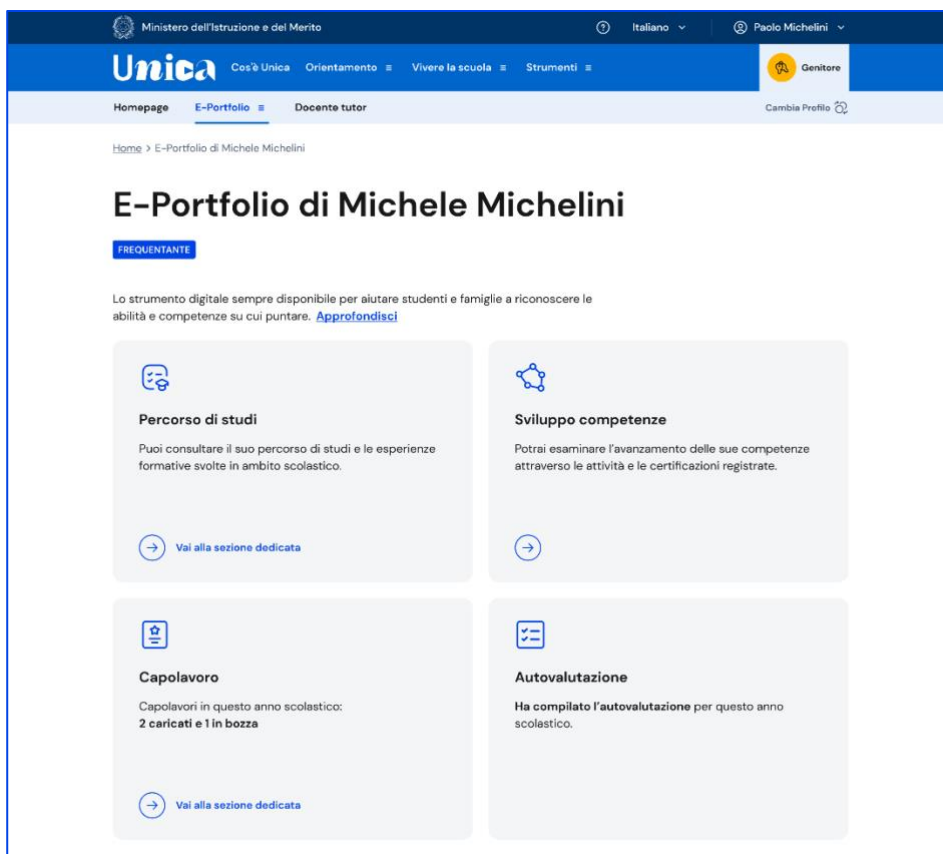 Ministero dell'Istruzione e del Merito
Italiano
Paolo Michelini
Unica
Cos'è Unica
Orientamento
Vivere la scuola
Strumenti
Genitore
Homepage
E-Portfolio
Docente tutor
Cambia Profilo
Home > E-Portfolio di Michele Michelini
E-Portfolio di Michele Michelini
FREQUENTANTE
Lo strumento digitale sempre disponibile per aiutare studenti e famiglie a riconoscere le
abilità e competenze su cui puntare. Approfondisci
Percorso di studi
Puoi consultare il suo percorso di studi e le esperienze
formative svolte in ambito scolastico.
Vai alla sezione dedicata
Sviluppo competenze
Potrai esaminare l'avanzamento delle sue competenze
attraverso le attività e le certificazioni registrate.
Capolavoro
Capolavori in questo anno scolastico:
2 caricati e 1 in bozza
Vai alla sezione dedicata
Autovalutazione
Ha compilato l'autovalutazione per questo anno
scolastico.